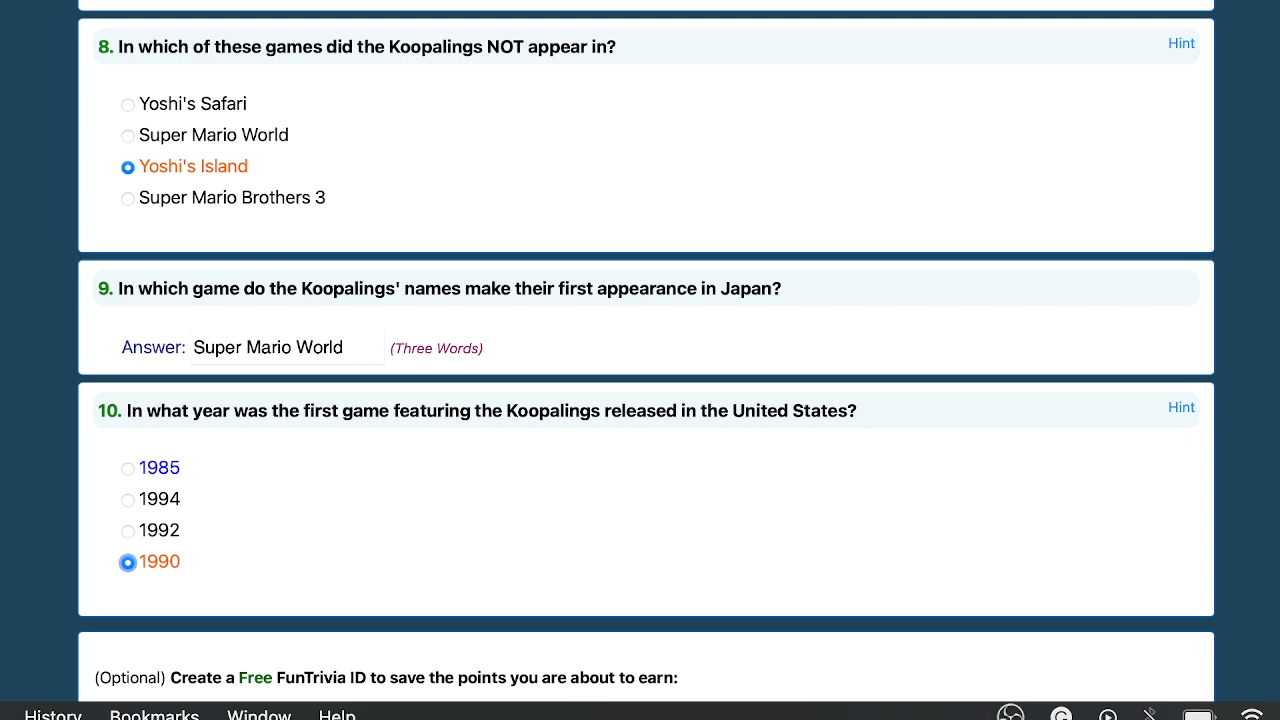 8. In which of these games did the Koopalings NOT appear in?
Hint
Yoshi's Safari
Super Mario World
Yoshi's Island
Super Mario Brothers 3
9. In which game do the Koopalings' names make their first appearance in Japan?
Answer: Super Mario World (Three Words)
10. In what year was the first game featuring the Koopalings released in the United States?
Hint
1985
1994
1992
1990
(Optional) Create a Free FunTrivia ID to save the points you are about to earn:
History Bookmarks Window Help